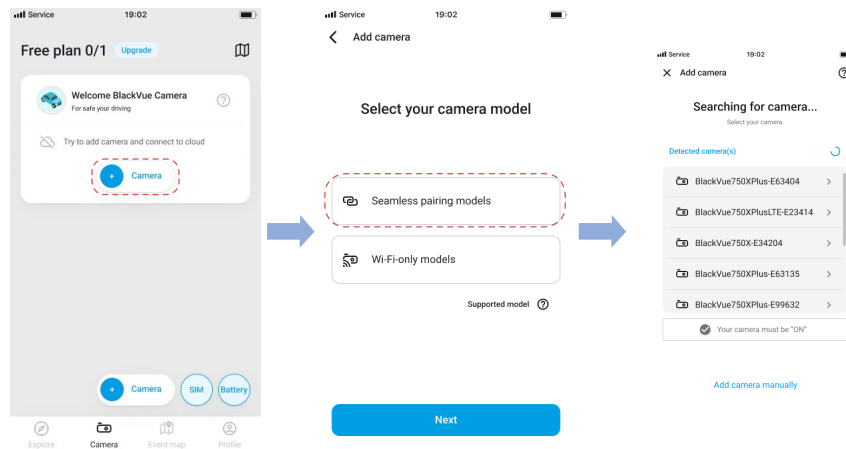 Service 19:02
Free plan 0/1 Upgrade
Welcome BlackVue Camera
For safe your driving
Try to add camera and connect to cloud
+ Camera
+ Camera SIM Battery
Explore Camera Event map Profile
Service 19:02
Add camera
Select your camera model
Seamless pairing models
Wi-Fi-only models
Supported model ?
Next
Service 19:02
Add camera
Searching for camera...
Select your camera.
Detected camera(s)
BlackVue750XPlus-E63404
BlackVue750XPlusLTE-E23414
BlackVue750X-E34204
BlackVue750XPlus-E63135
BlackVue750XPlus-E99632
Your camera must be "ON"
Add camera manually